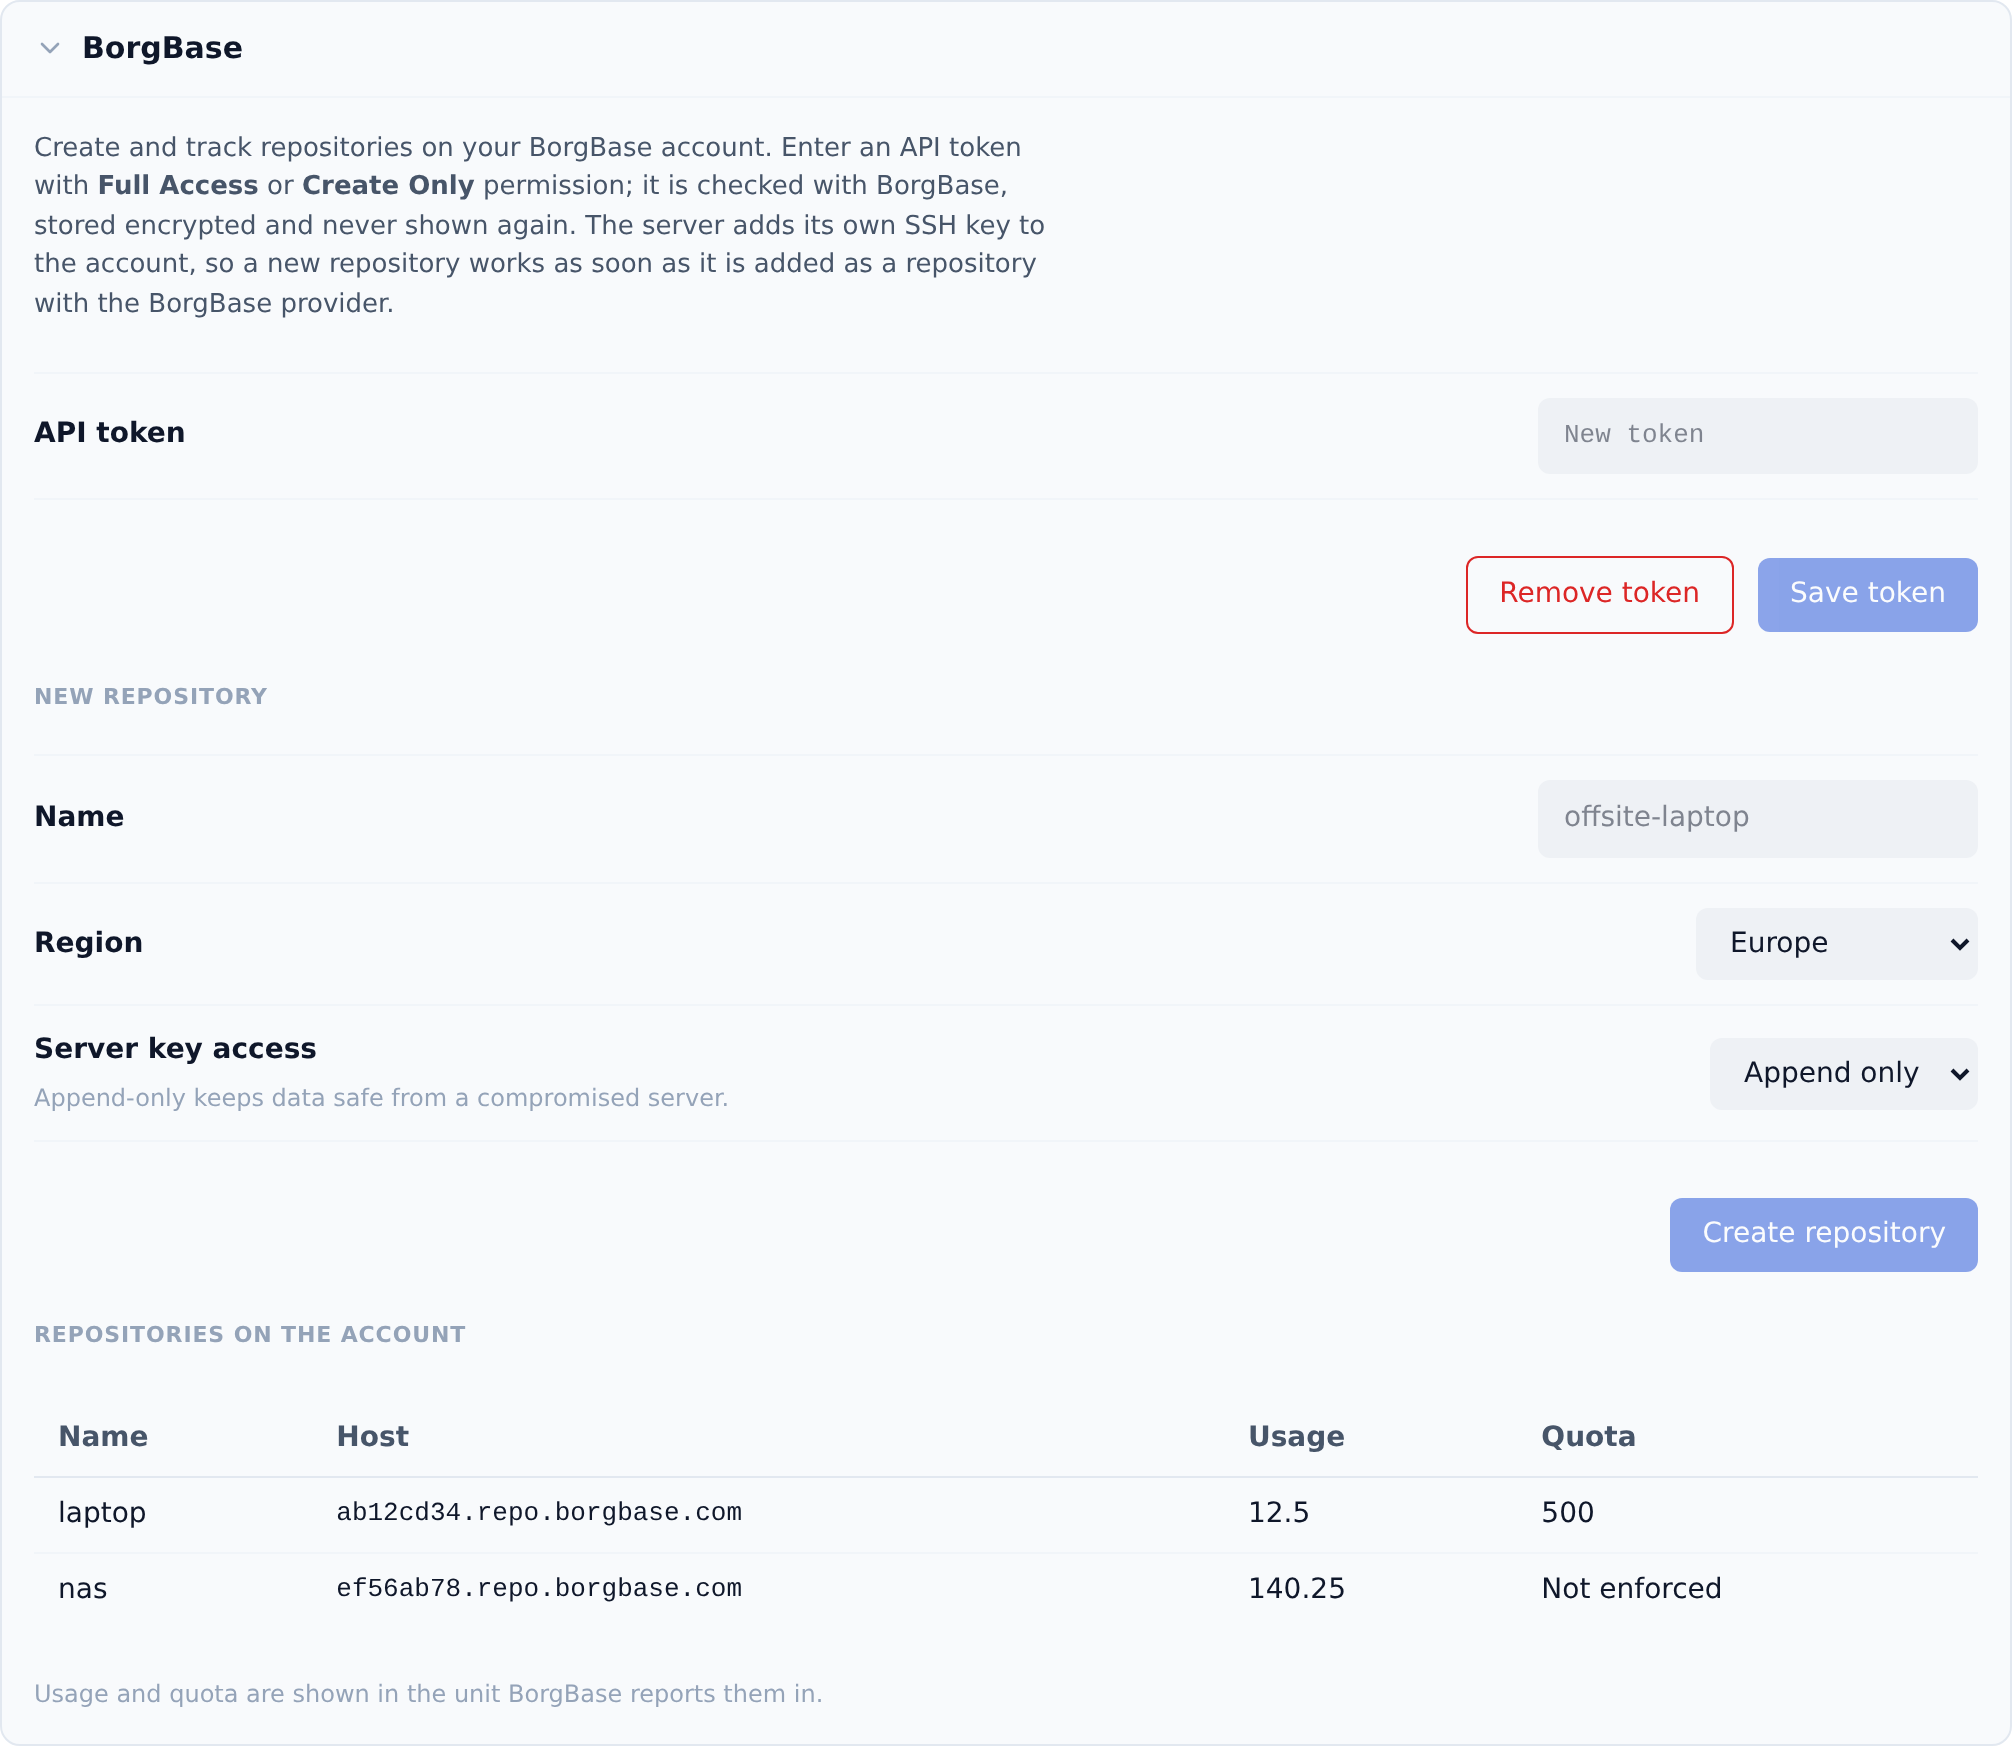 BorgBase
Create and track repositories on your BorgBase account. Enter an API token
with Full Access or Create Only permission; it is checked with BorgBase,
stored encrypted and never shown again. The server adds its own SSH key to
the account, so a new repository works as soon as it is added as a repository
with the BorgBase provider.
API token
New token
Remove token
Save token
NEW REPOSITORY
Name
offsite-laptop
Region
Europe
Server key access
Append-only keeps data safe from a compromised server.
Append only
Create repository
REPOSITORIES ON THE ACCOUNT
Name Host Usage Quota
laptop ab12cd34.repo.borgbase.com 12.5 500
nas ef56ab78.repo.borgbase.com 140.25 Not enforced
Usage and quota are shown in the unit BorgBase reports them in.